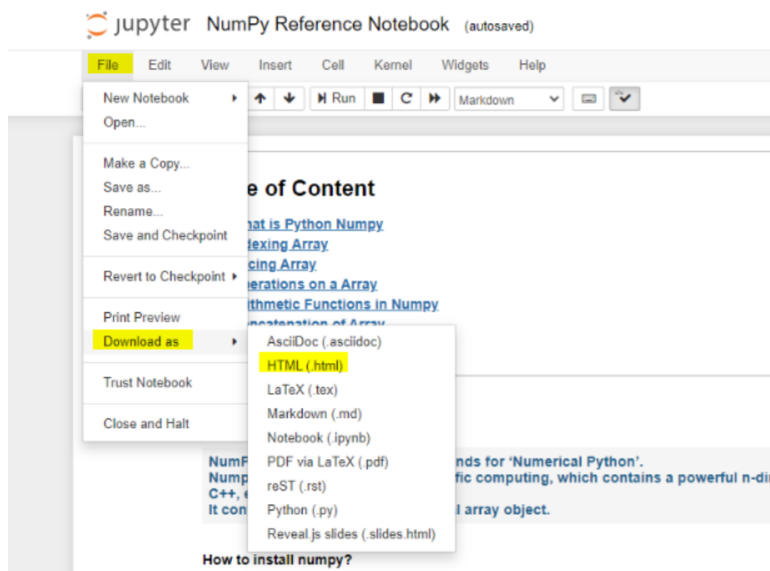 jupyter NumPy Reference Notebook (autosaved)
File Edit View Insert Cell Kernel Widgets Help
Run Markdown
New Notebook
Open...
Make a Copy...
Save as...
Rename...
Save and Checkpoint
Revert to Checkpoint
Print Preview
Download as
Trust Notebook
Close and Halt
e of Content
hat is Python Numpy
dexing Array
cing Array
erations on a Array
ithmetic Functions in Numpy
AsciiDoc (.asciidoc)
HTML (.html)
LaTeX (.tex)
Markdown (.md)
Notebook (.ipynb)
PDF via LaTeX (.pdf)
reST (.rst)
Python (.py)
Reveal.js slides (.slides.html)
NumF nds for ‘Numerical Python’.
Nump fic computing, which contains a powerful n-di
C++, e
It con l array object.
How to install numpy?